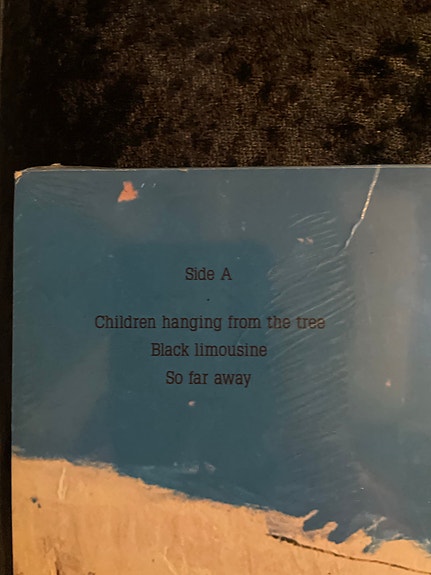 Side A
Children hanging from the tree
Black limousine
So far away